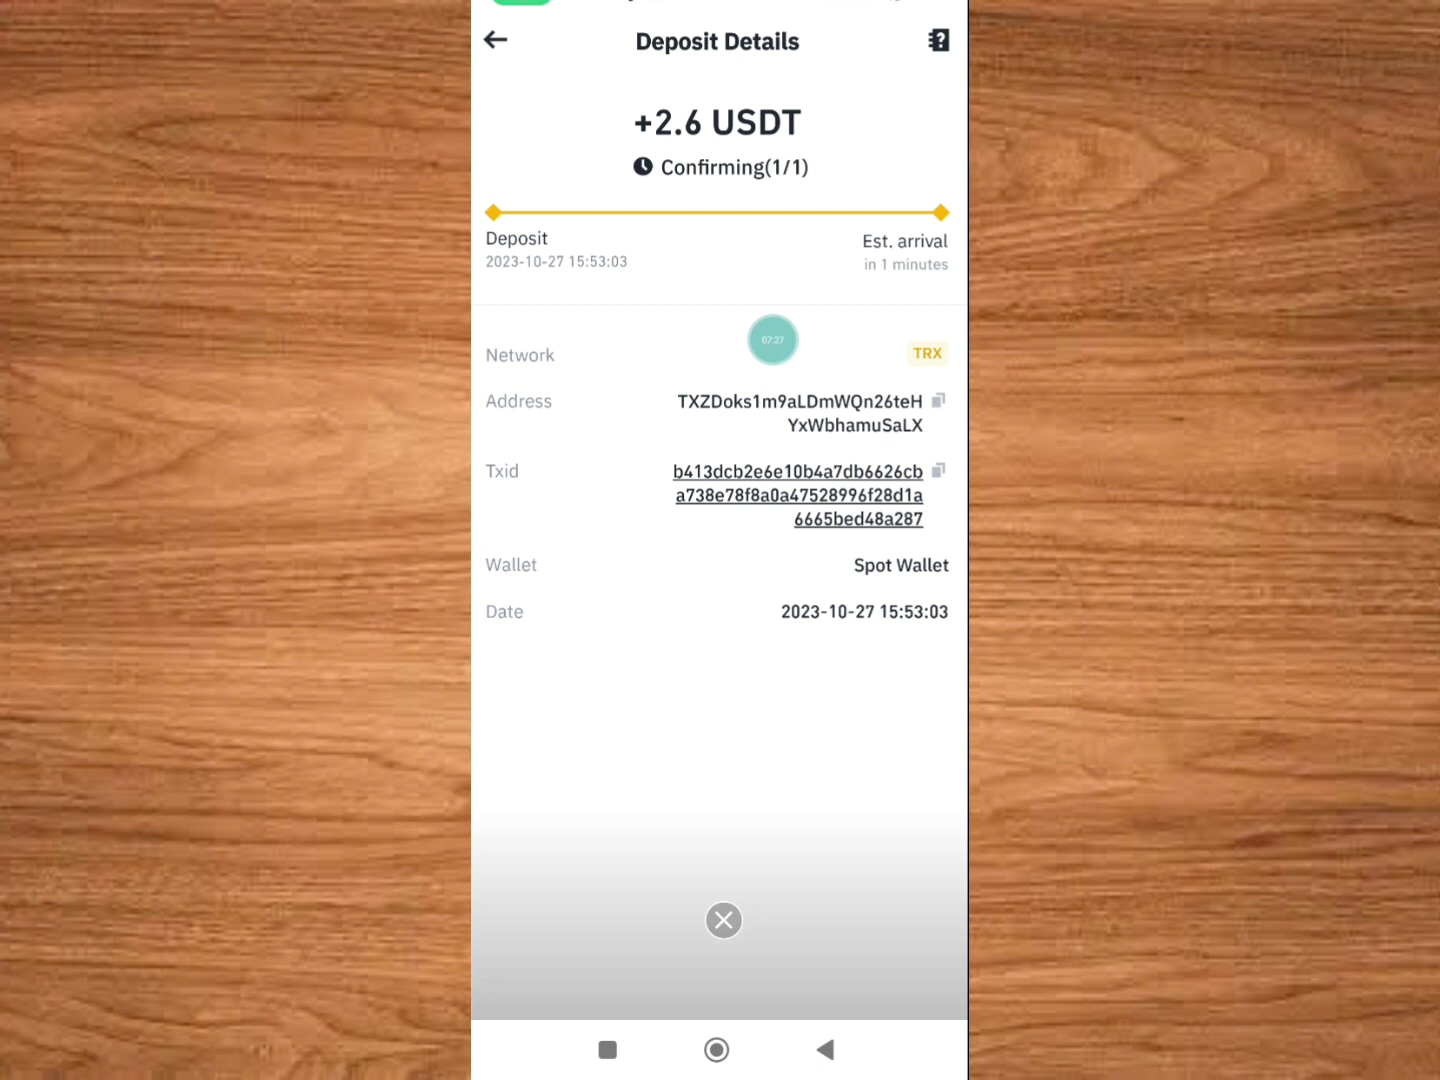 Deposit Details
+2.6 USDT
Confirming(1/1)
Deposit
Est. arrival
2023-10-27 15:53:03
in 1 minutes
07:27
Network
TRX
Address
TXZDoks1m9aLDmWQn26teH
YxWbhamuSaLX
Txid
b413dcb2e6e10b4a7db6626cb
a738e78f8a0a47528996f28d1a
6665bed48a287
Wallet
Spot Wallet
Date
2023-10-27 15:53:03